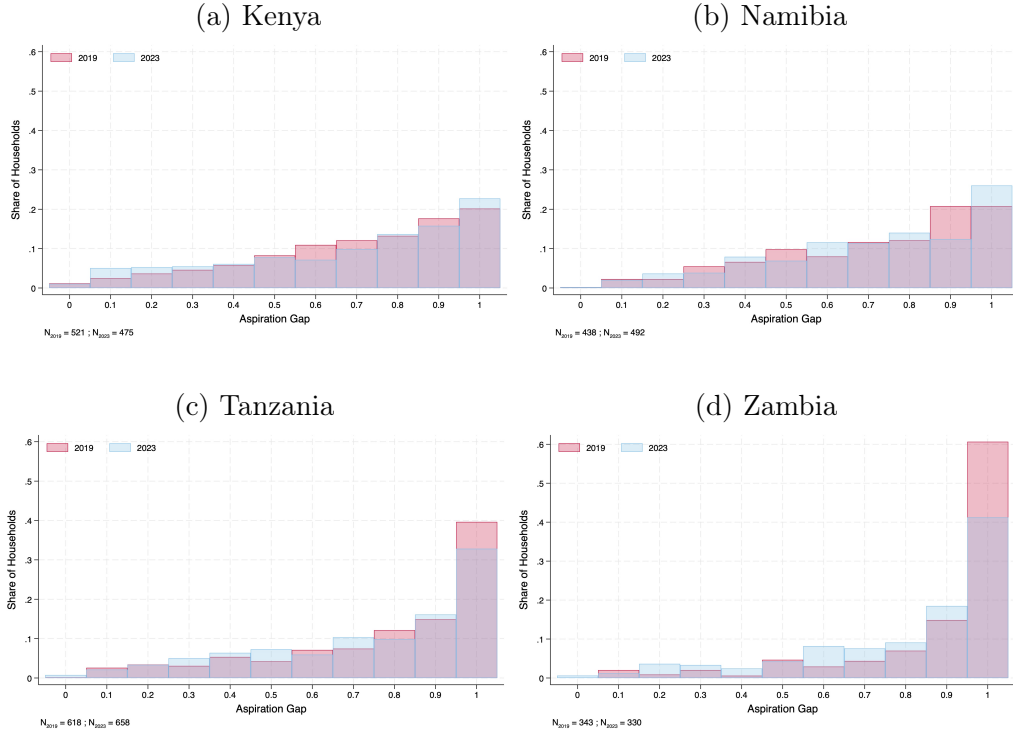 (a) Kenya
.6
.5
.4
.3
.2
.1
0
Share of Households
2019 2023
0 0.1 0.2 0.3 0.4 0.5 0.6 0.7 0.8 0.9 1
Aspiration Gap
N2019 = 521 ; N2023 = 475
(b) Namibia
.6
.5
.4
.3
.2
.1
0
Share of Households
2019 2023
0 0.1 0.2 0.3 0.4 0.5 0.6 0.7 0.8 0.9 1
Aspiration Gap
N2019 = 438 ; N2023 = 492
(c) Tanzania
.6
.5
.4
.3
.2
.1
0
Share of Households
2019 2023
0 0.1 0.2 0.3 0.4 0.5 0.6 0.7 0.8 0.9 1
Aspiration Gap
N2019 = 618 ; N2023 = 658
(d) Zambia
.6
.5
.4
.3
.2
.1
0
Share of Households
2019 2023
0 0.1 0.2 0.3 0.4 0.5 0.6 0.7 0.8 0.9 1
Aspiration Gap
N2019 = 343 ; N2023 = 330